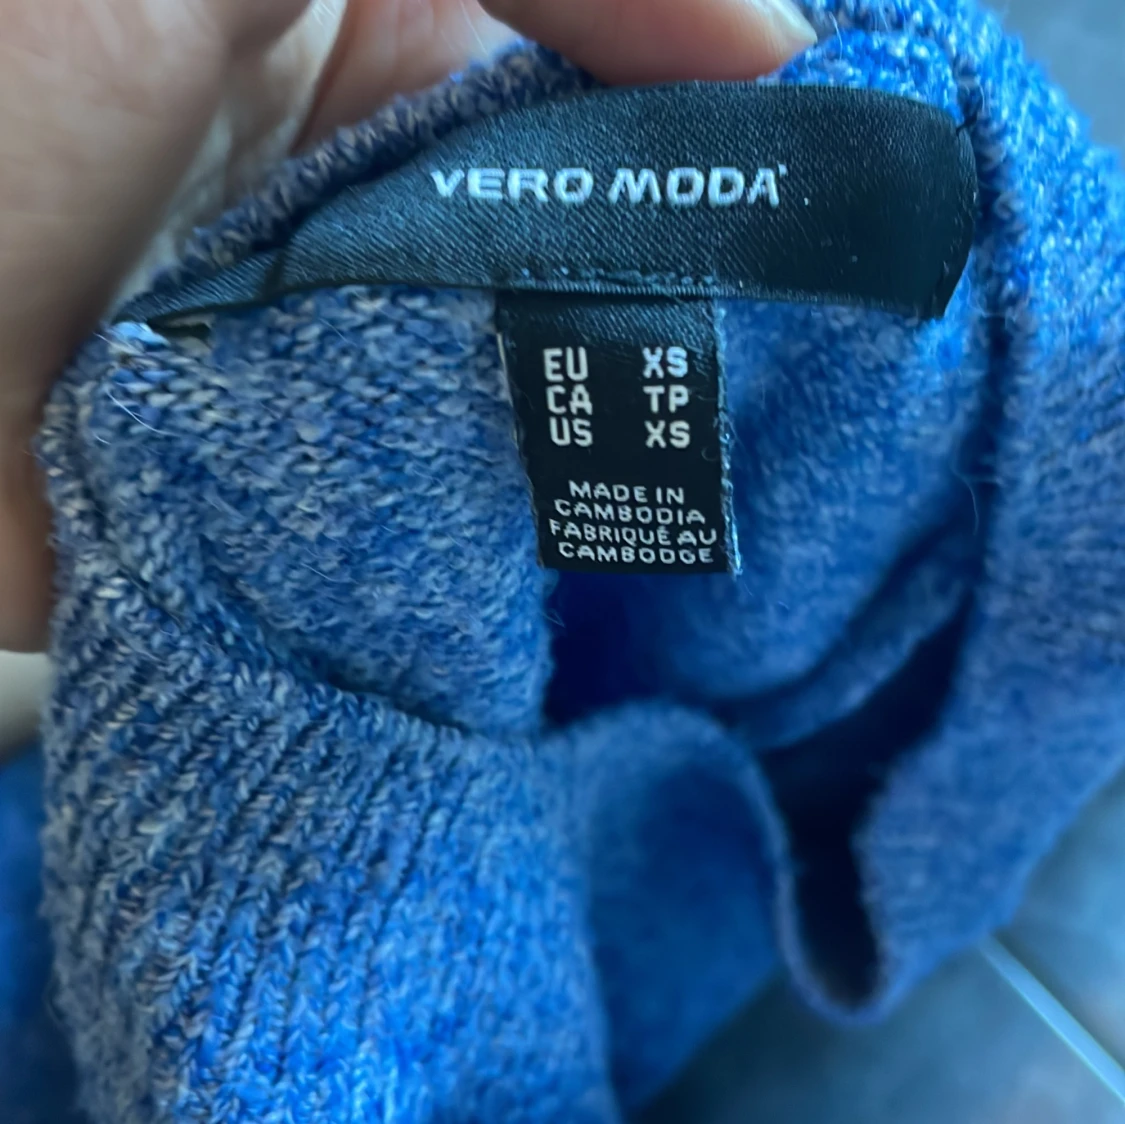 VERO MODA
EU XS
CA TP
US XS
MADE IN
CAMBODIA
FABRIQUÉ AU
CAMBODGE